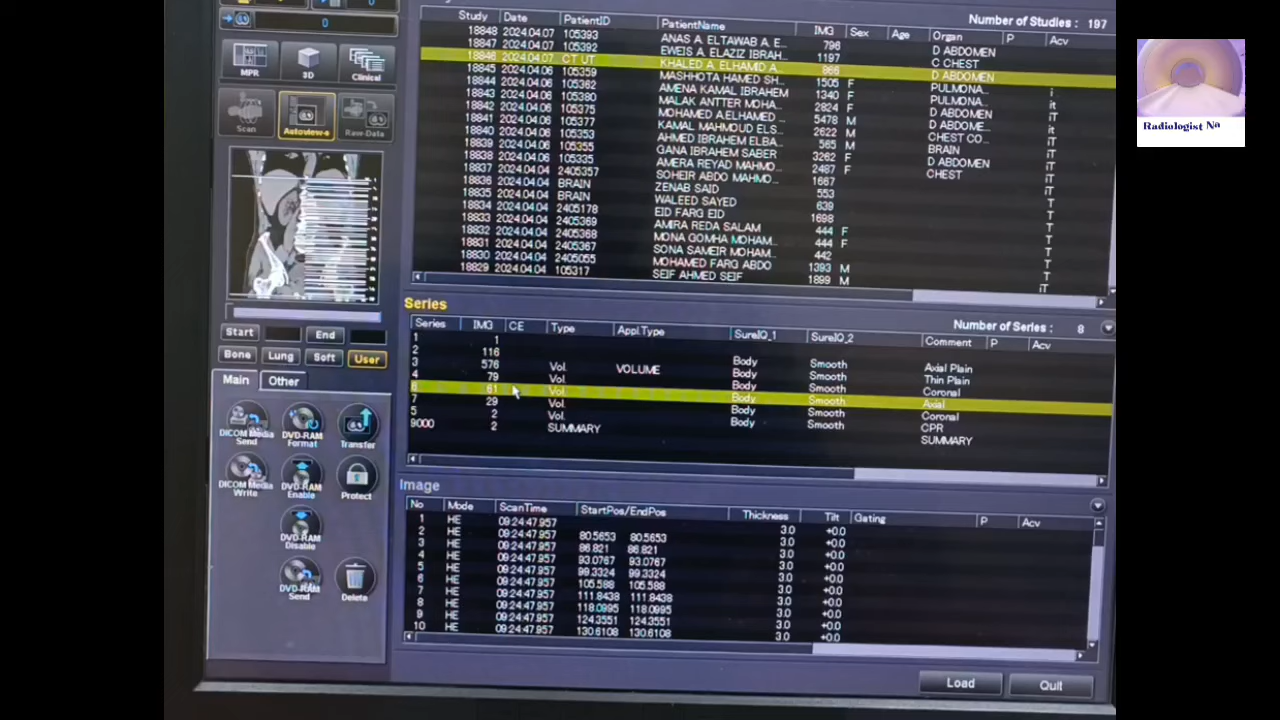 0
0
MPR
3D
Clinical
Scan
Autoview-s
Raw-Data
Study Date PatientID PatientName IMG Sex Age Organ P Acv
Number of Studies : 197
18848 2024.04.07 105393 ANAS A. ELTAWAB A. E... 796 D ABDOMEN
18847 2024.04.07 105392 EWEIS A. ELAZIZ IBRAH... 1197 C CHEST
18846 2024.04.07 CT UT KHALED A. ELHAMID A... 866 D ABDOMEN
18845 2024.04.06 105359 MASHHOTA HAMED SH... 1515 F PULMONA... i
18844 2024.04.06 105362 AMENA KAMAL IBRAHEM 1340 F PULMONA... it
18843 2024.04.06 105380 MALAK ANTTER MOHA... 2824 F D ABDOMEN i
18842 2024.04.06 105375 MOHAMED A.ELHAMED ... 5478 M D ABDOME... it
18841 2024.04.06 105377 KAMAL MAHMOUD ELS... 2622 M CHEST CO... iT
18840 2024.04.06 105353 AHMED IBRAHEM ELBA... 565 M BRAIN iT
18839 2024.04.06 105355 GANA IBRAHEM SABER 3262 F D ABDOMEN iT
18838 2024.04.06 105335 AMERA REYAD MAHMO... 2487 F CHEST iT
18837 2024.04.04 2405357 SOHEIR ABDO MAHMO... 1667 iT
18836 2024.04.04 BRAIN ZENAB SAID 553 T
18835 2024.04.04 BRAIN WALEED SAYED 639 T
18834 2024.04.04 2405178 EID FARG EID 1698 T
18833 2024.04.04 2405369 AMIRA REDA SALAM 444 F T
18832 2024.04.04 2405368 MONA GOMHA MOHAM... 444 F T
18831 2024.04.04 2405367 SONA SAMEIR MOHAM... 442 T
18830 2024.04.04 2405055 MOHAMED FARG ABDO 1393 M T
18829 2024.04.04 105317 SEIF AHMED SEIF 1899 M iT
Series
Number of Series : 8
Series IMG CE Type Appl.Type SureIQ_1 SureIQ_2 Comment P Acv
1 1
2 116 Body Smooth Axial Plain
3 576 Vol. VOLUME Body Smooth Thin Plain
4 79 Vol. Body Smooth Coronal
6 61 Vol. Body Smooth Axial
7 29 Vol. Body Smooth Coronal
5 2 Vol. Body Smooth CPR
9000 2 SUMMARY SUMMARY
Start
End
Bone
Lung
Soft
User
Main
Other
DICOM Media Send
DVD-RAM Format
Transfer
DICOM Media Write
DVD-RAM Enable
Protect
DVD-RAM Disable
DVD-RAM Send
Delete
Image
No Mode ScanTime StartPos/EndPos Thickness Tilt Gating P Acv
1 HE 09:24:47.957 80.5653 80.5653 3.0 +0.0
2 HE 09:24:47.957 86.821 86.821 3.0 +0.0
3 HE 09:24:47.957 93.0767 93.0767 3.0 +0.0
4 HE 09:24:47.957 99.3324 99.3324 3.0 +0.0
5 HE 09:24:47.957 105.588 105.588 3.0 +0.0
6 HE 09:24:47.957 111.8438 111.8438 3.0 +0.0
7 HE 09:24:47.957 118.0995 118.0995 3.0 +0.0
8 HE 09:24:47.957 124.3551 124.3551 3.0 +0.0
9 HE 09:24:47.957 130.6108 130.6108 3.0 +0.0
10 HE 09:24:47.957 3.0 +0.0
Load
Quit
Radiologist Na